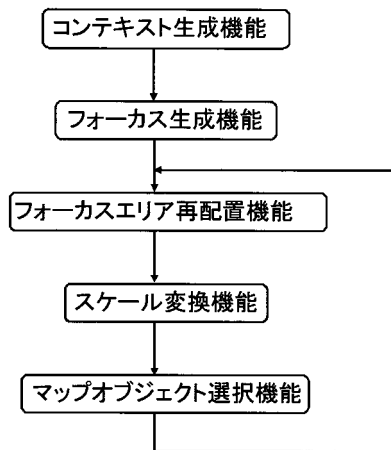 コンテキスト生成機能
フォーカス生成機能
フォーカスエリア再配置機能
スケール変換機能
マップオブジェクト選択機能